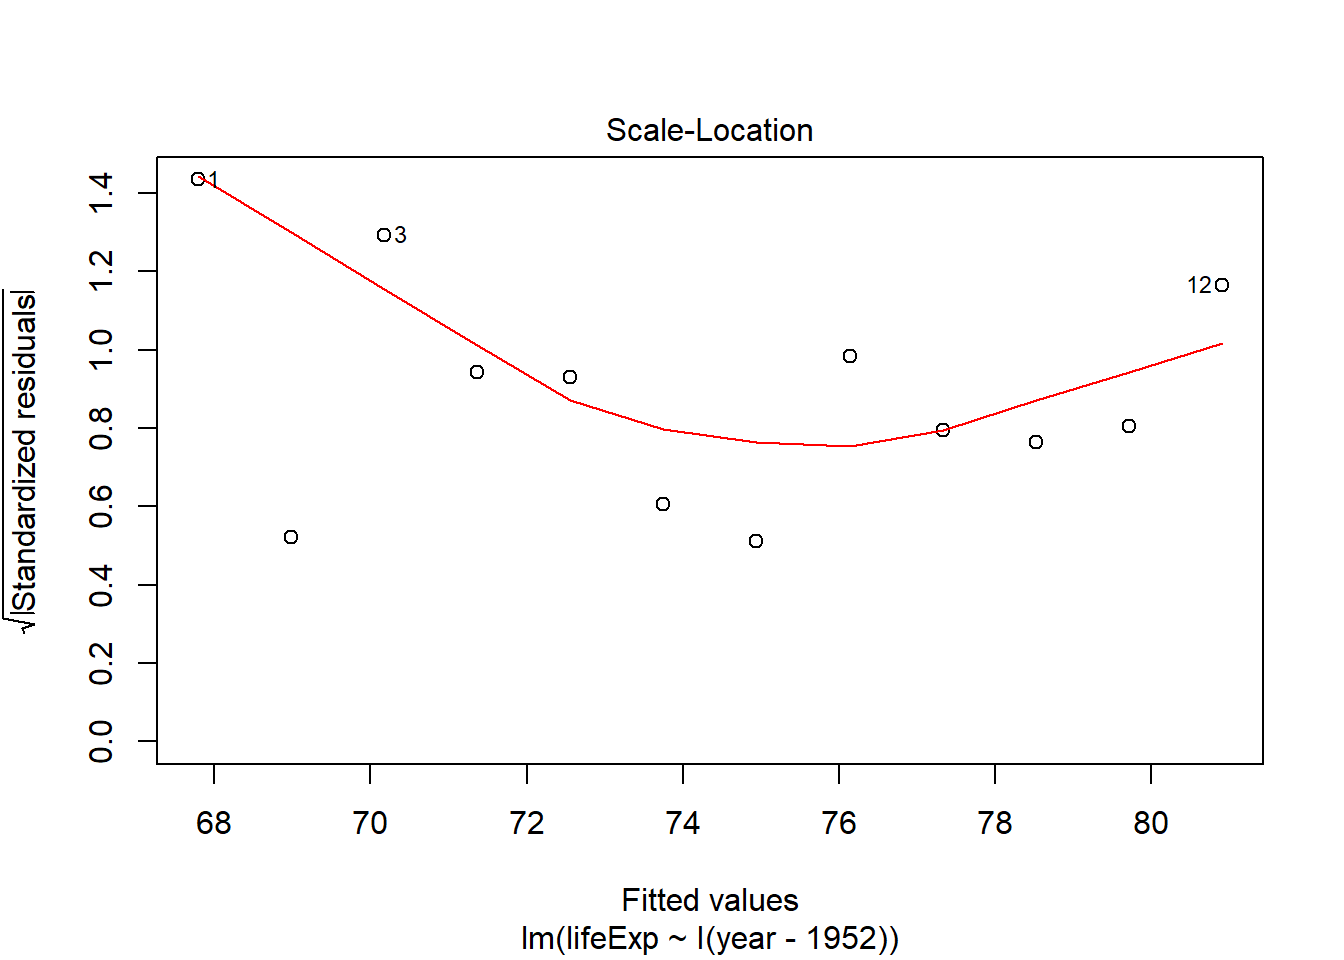 Scale-Location
√|Standardized residuals|
1.4
1.2
1.0
0.8
0.6
0.4
0.2
0.0
1
3
12
68 70 72 74 76 78 80
Fitted values
lm(lifeExp ~ I(year - 1952))